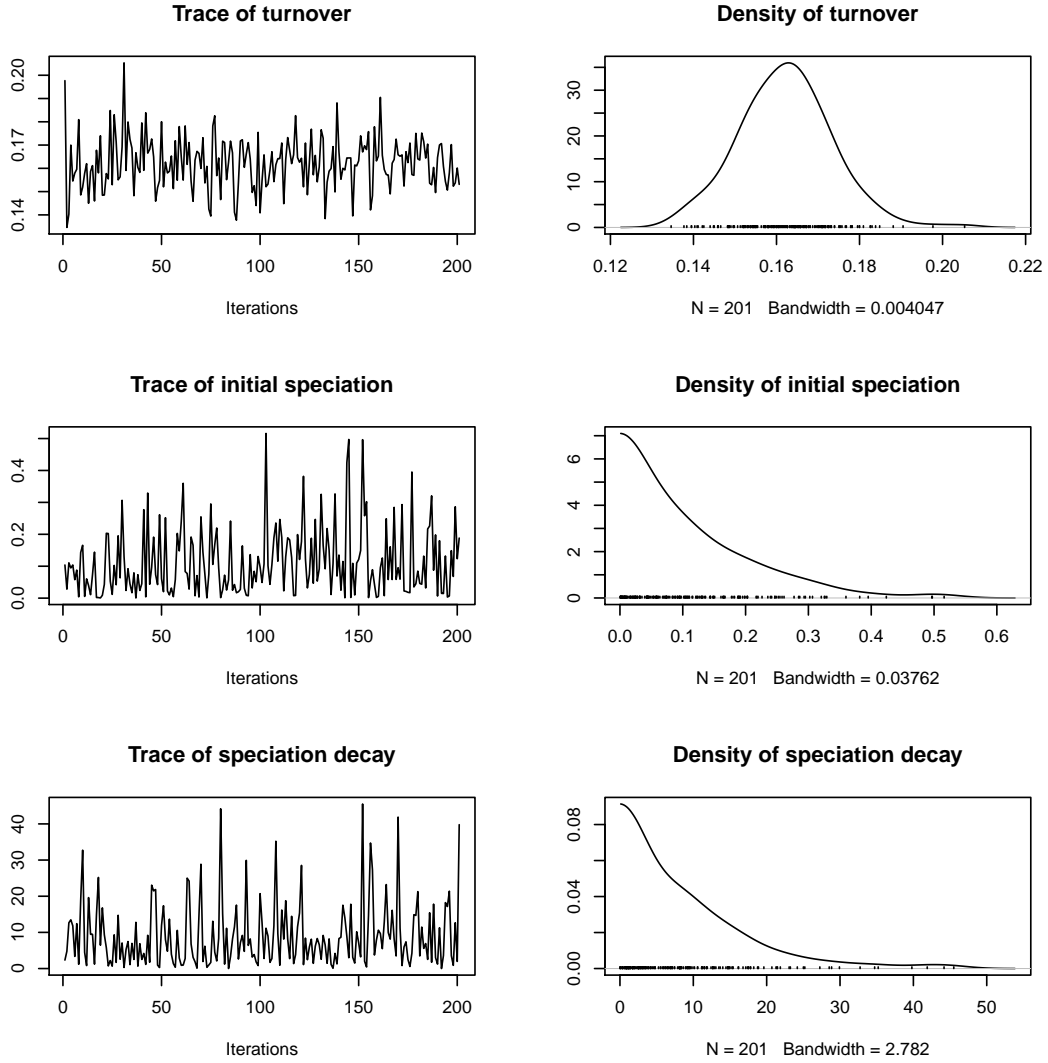 Trace of turnover
0.14 0.17 0.20
0 50 100 150 200
Iterations
Density of turnover
0 10 20 30
0.12 0.14 0.16 0.18 0.20 0.22
N = 201 Bandwidth = 0.004047
Trace of initial speciation
0.0 0.2 0.4
0 50 100 150 200
Iterations
Density of initial speciation
0 2 4 6
0.0 0.1 0.2 0.3 0.4 0.5 0.6
N = 201 Bandwidth = 0.03762
Trace of speciation decay
0 10 20 30 40
0 50 100 150 200
Iterations
Density of speciation decay
0.00 0.04 0.08
0 10 20 30 40 50
N = 201 Bandwidth = 2.782